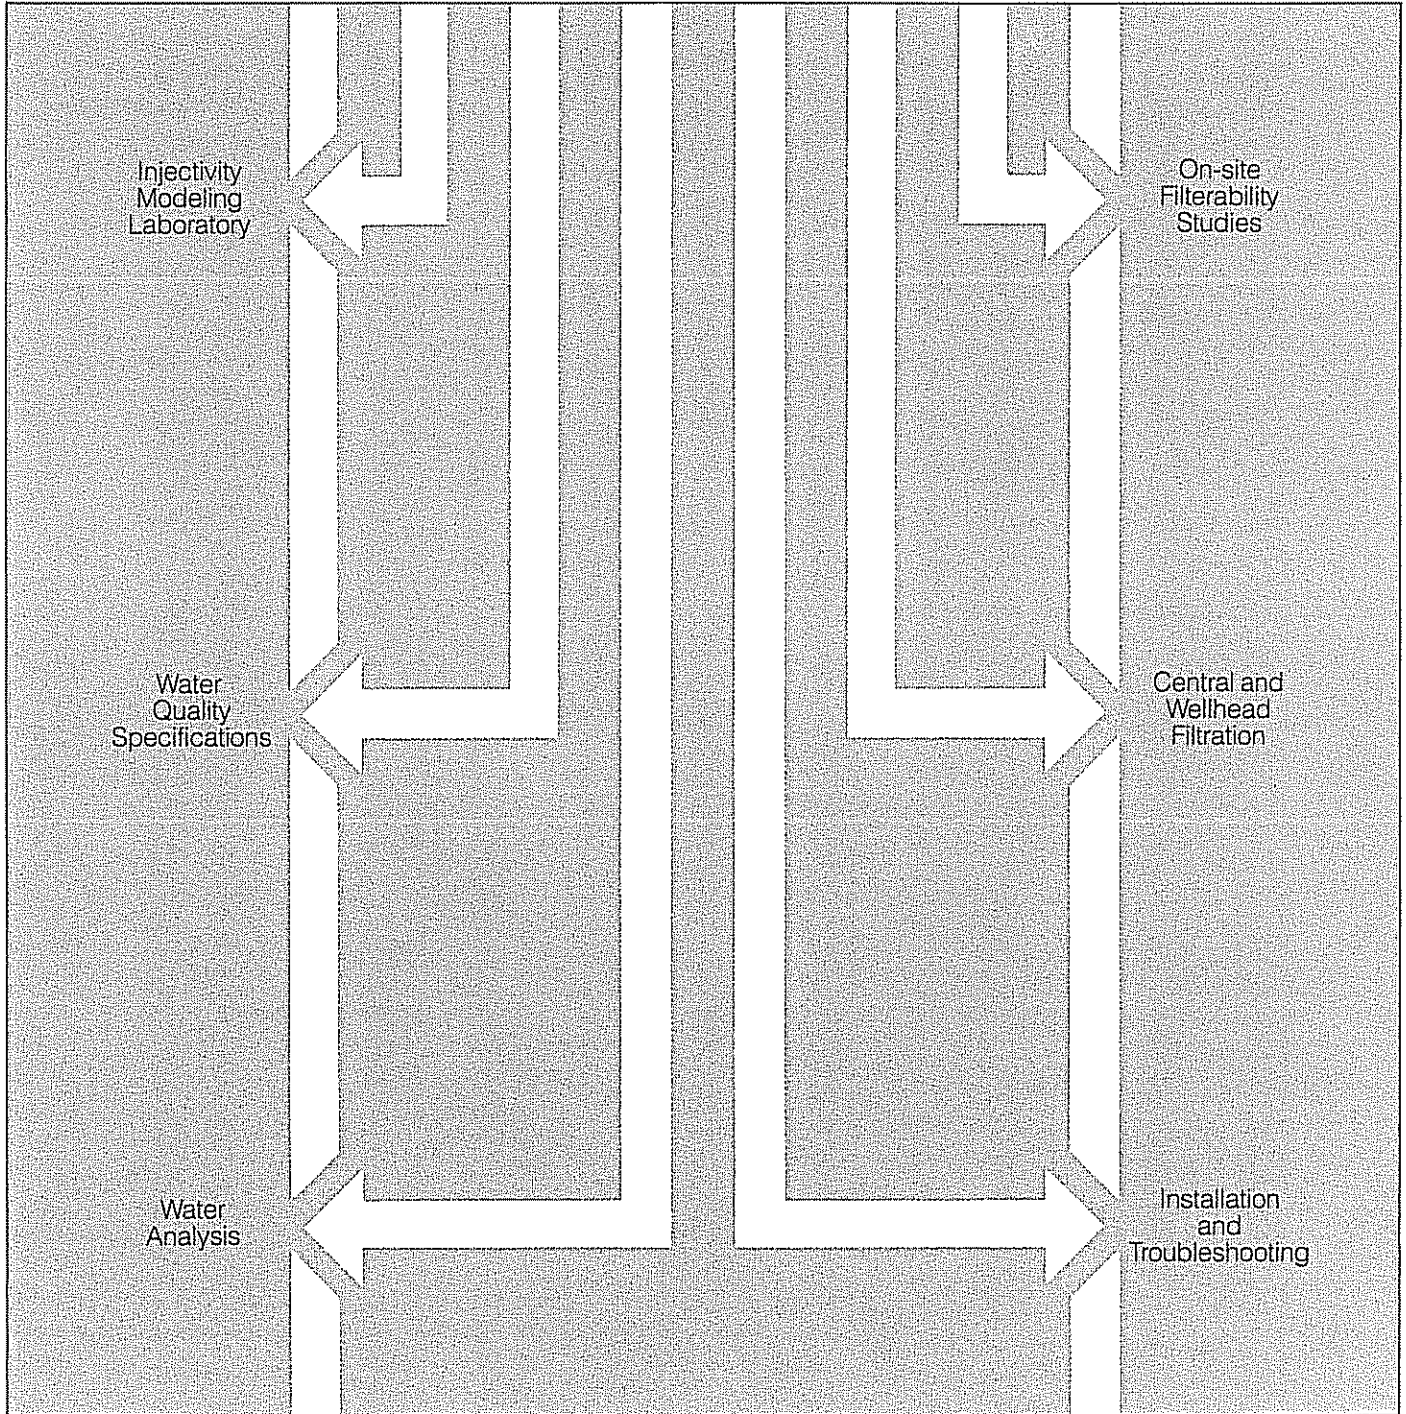 Injectivity
Modeling
Laboratory
On-site
Filterability
Studies
Water
Quality
Specifications
Central and
Wellhead
Filtration
Water
Analysis
Installation
and
Troubleshooting